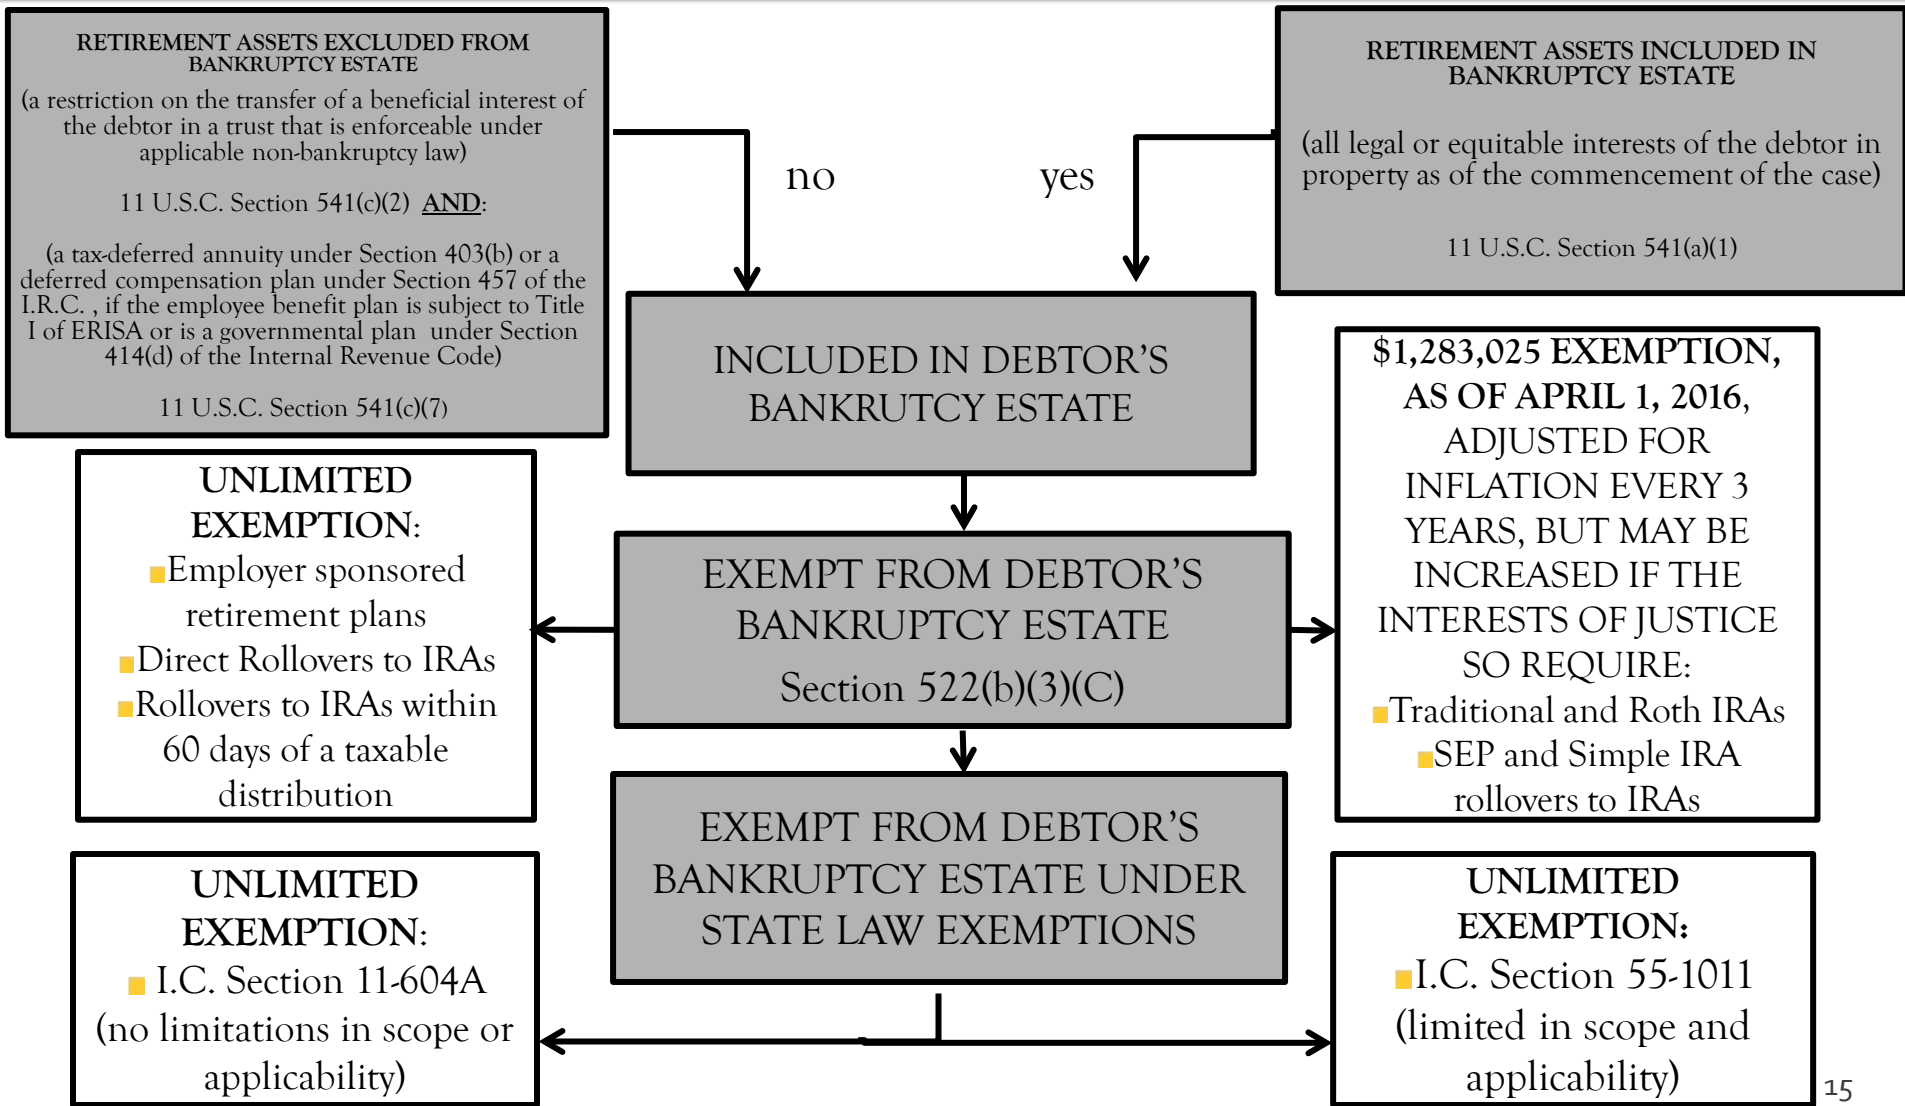 RETIREMENT ASSETS EXCLUDED FROM
BANKRUPTCY ESTATE
(a restriction on the transfer of a beneficial interest of
the debtor in a trust that is enforceable under
applicable non-bankruptcy law)
11 U.S.C. Section 541(c)(2) AND:
(a tax-deferred annuity under Section 403(b) or a
deferred compensation plan under Section 457 of the
I.R.C. , if the employee benefit plan is subject to Title
I of ERISA or is a governmental plan under Section
414(d) of the Internal Revenue Code)
11 U.S.C. Section 541(c)(7)
no
yes
RETIREMENT ASSETS INCLUDED IN
BANKRUPTCY ESTATE
(all legal or equitable interests of the debtor in
property as of the commencement of the case)
11 U.S.C. Section 541(a)(1)
INCLUDED IN DEBTOR'S
BANKRUTCY ESTATE
UNLIMITED
EXEMPTION:
Employer sponsored
retirement plans
Direct Rollovers to IRAs
Rollovers to IRAs within
60 days of a taxable
distribution
EXEMPT FROM DEBTOR'S
BANKRUPTCY ESTATE
Section 522(b)(3)(C)
$1,283,025 EXEMPTION,
AS OF APRIL 1, 2016,
ADJUSTED FOR
INFLATION EVERY 3
YEARS, BUT MAY BE
INCREASED IF THE
INTERESTS OF JUSTICE
SO REQUIRE:
Traditional and Roth IRAs
SEP and Simple IRA
rollovers to IRAs
EXEMPT FROM DEBTOR'S
BANKRUPTCY ESTATE UNDER
STATE LAW EXEMPTIONS
UNLIMITED
EXEMPTION:
I.C. Section 11-604A
(no limitations in scope or
applicability)
UNLIMITED
EXEMPTION:
I.C. Section 55-1011
(limited in scope and
applicability)
15